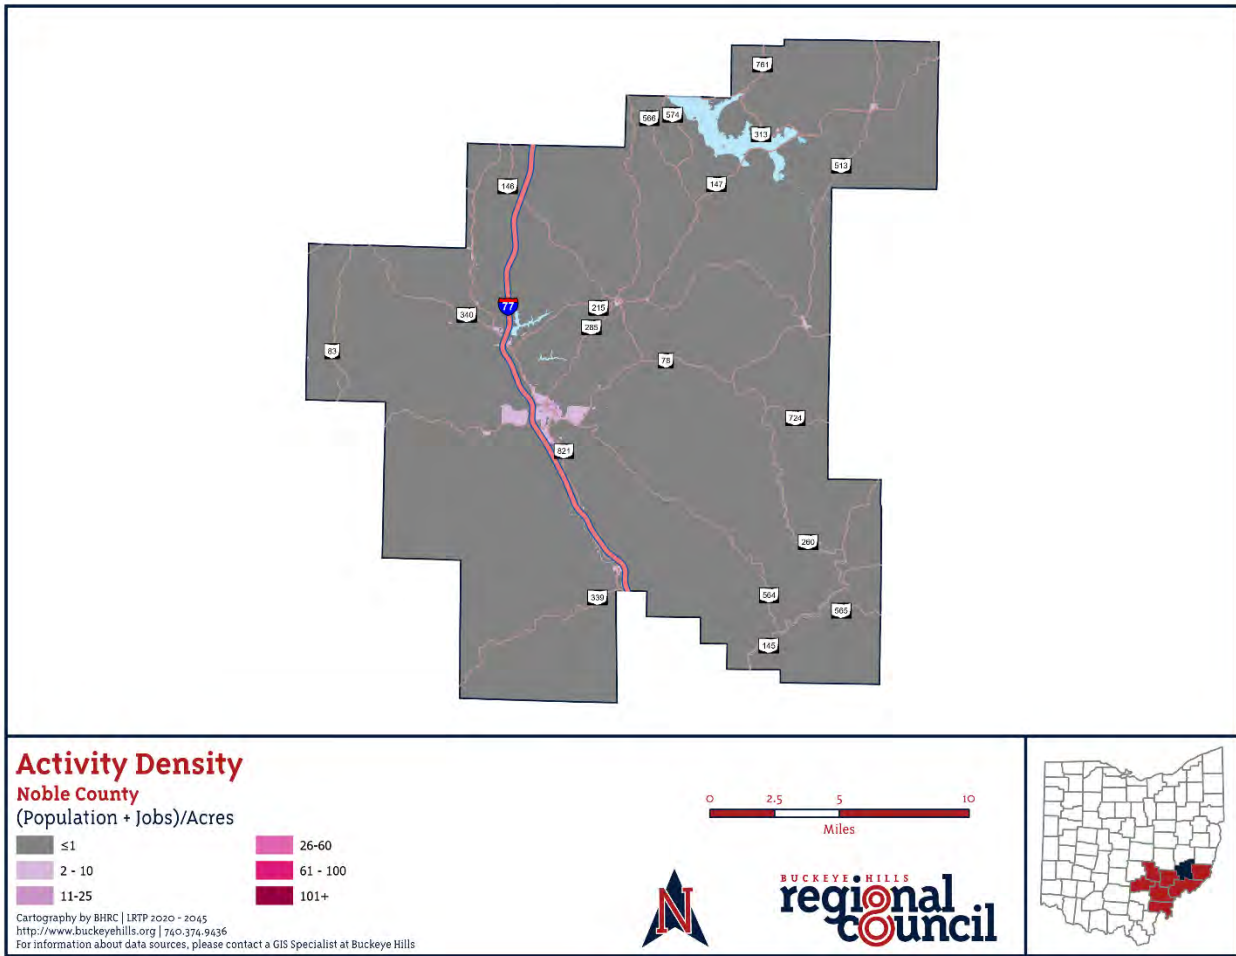 761
566
574
313
513
146
147
77
215
340
285
83
78
724
821
260
339
564
565
145
Activity Density
Noble County
(Population + Jobs)/Acres
≤1
26-60
2 - 10
61 - 100
11-25
101+
Cartography by BHRC | LRTP 2020 - 2045
http://www.buckeyehills.org | 740.374.9436
For information about data sources, please contact a GIS Specialist at Buckeye Hills
0 2.5 5 10
Miles
N
BUCKEYE HILLS
regional
council